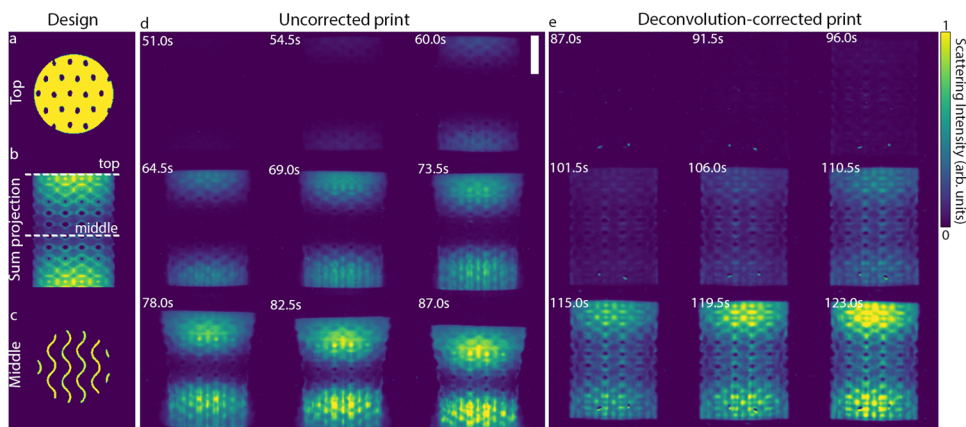 Design
Uncorrected print
Deconvolution-corrected print
a
Top
b
top
Sum projection
middle
c
Middle
d
51.0s 54.5s 60.0s
64.5s 69.0s 73.5s
78.0s 82.5s 87.0s
e
87.0s 91.5s 96.0s
101.5s 106.0s 110.5s
115.0s 119.5s 123.0s
1
Scattering Intensity (arb. units)
0